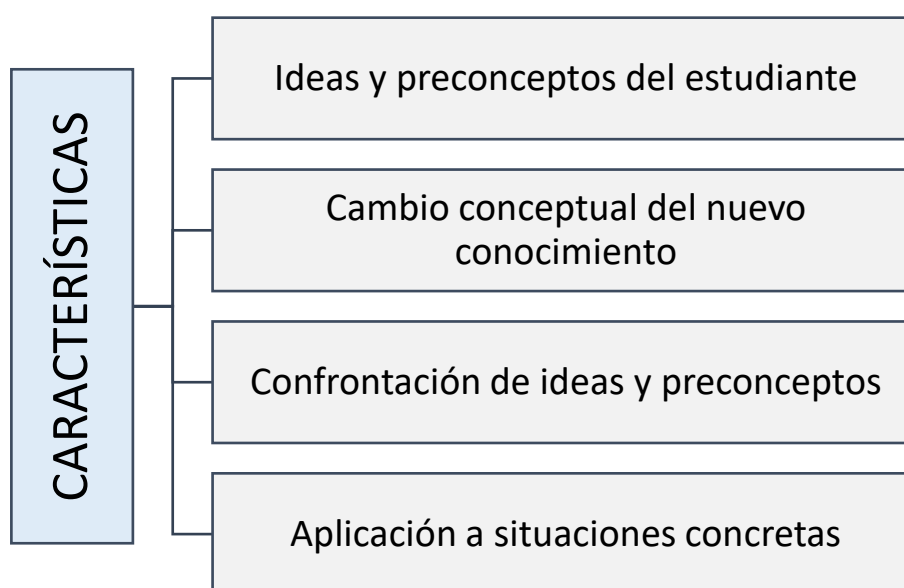 CARACTERÍSTICAS
Ideas y preconceptos del estudiante
Cambio conceptual del nuevo
conocimiento
Confrontación de ideas y preconceptos
Aplicación a situaciones concretas